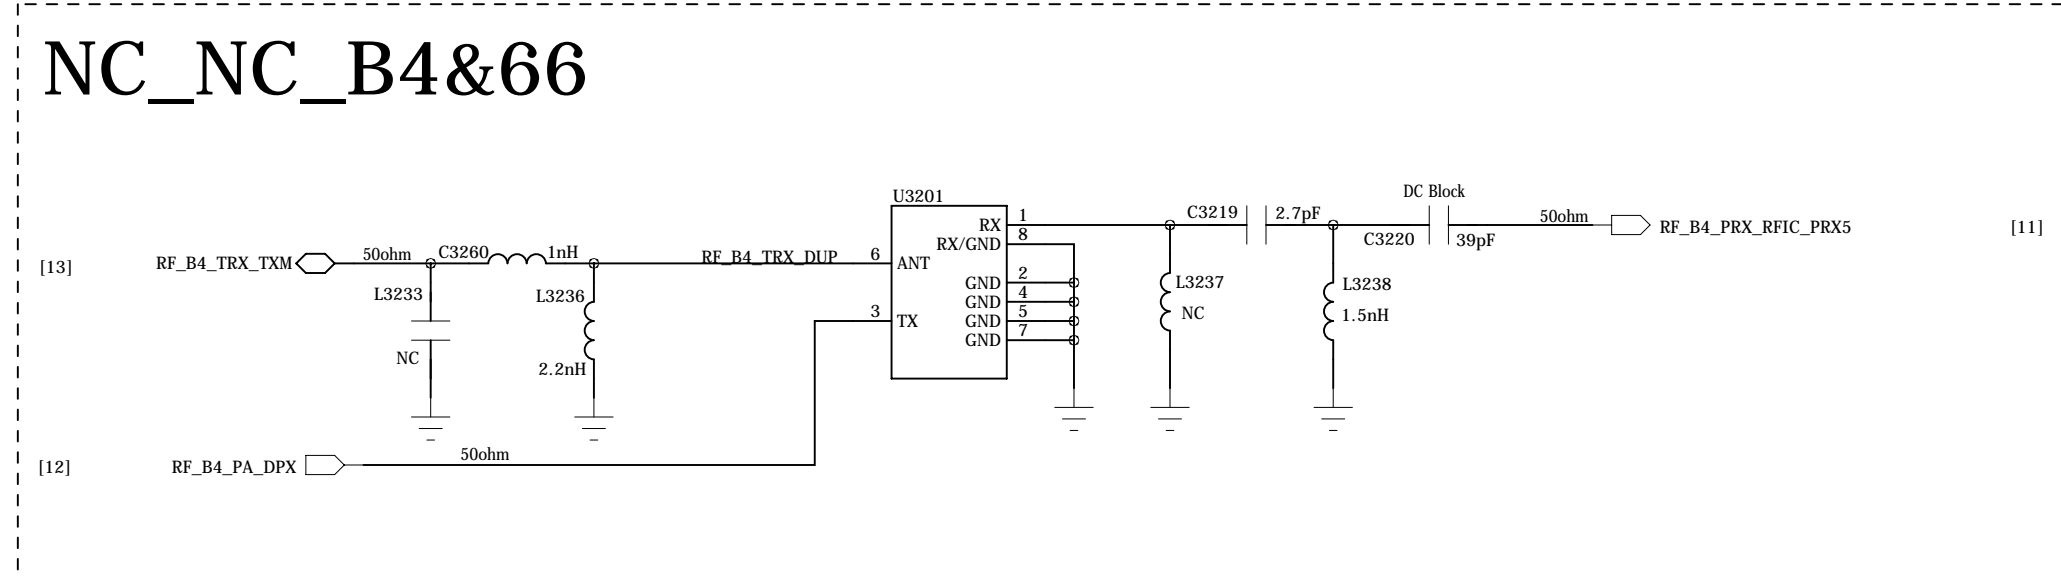 NC_NC_B4&66
U3201
DC Block
RX 1
C3219 2.7pF
50ohm
RF_B4_PRX_RFIC_PRX5
[11]
RX/GND 8
C3220 39pF
[13]
RF_B4_TRX_TXM
50ohm
C3260 1nH
RF_B4_TRX_DUP
6 ANT
GND 2
L3233
L3236
GND 4
L3237
L3238
3 TX
GND 5
NC
1.5nH
GND 7
NC
2.2nH
[12]
RF_B4_PA_DPX
50ohm